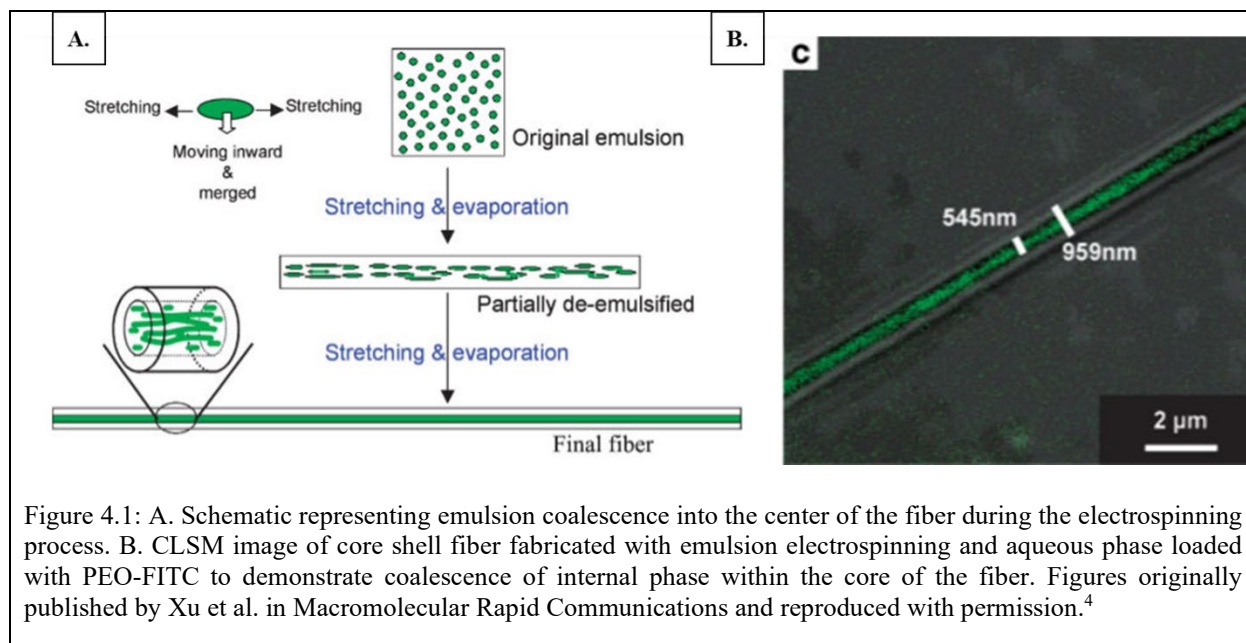 A.
B.
c
Stretching
Stretching
Moving inward
&
merged
Original emulsion
Stretching & evaporation
Partially de-emulsified
Stretching & evaporation
Final fiber
545nm
959nm
2 µm
Figure 4.1: A. Schematic representing emulsion coalescence into the center of the fiber during the electrospinning
process. B. CLSM image of core shell fiber fabricated with emulsion electrospinning and aqueous phase loaded
with PEO-FITC to demonstrate coalescence of internal phase within the core of the fiber. Figures originally
published by Xu et al. in Macromolecular Rapid Communications and reproduced with permission.4